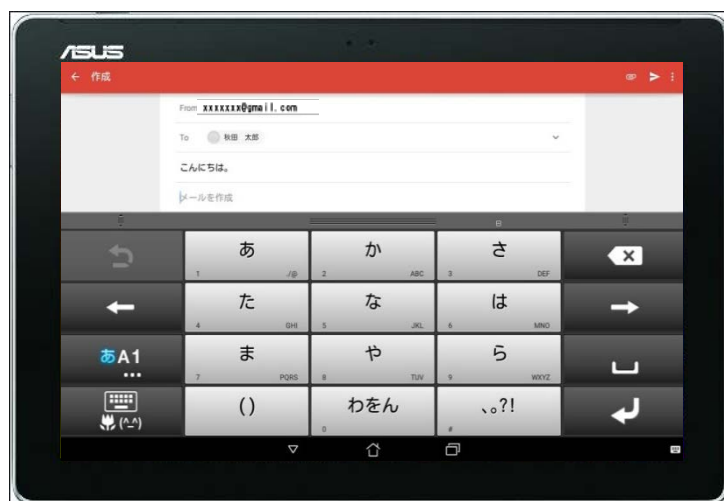 ASUS
作成
From xxxxxxx@gmail.com
To 秋田 太郎
こんにちは。
メールを作成
あ か さ
1 ./@ 2 ABC 3 DEF
た な は
4 GHI 5 JKL 6 MNO
あA1 ま や ら
7 PQRS 8 TUV 9 WXYZ
(^_^) () わをん 、。?!
0 #